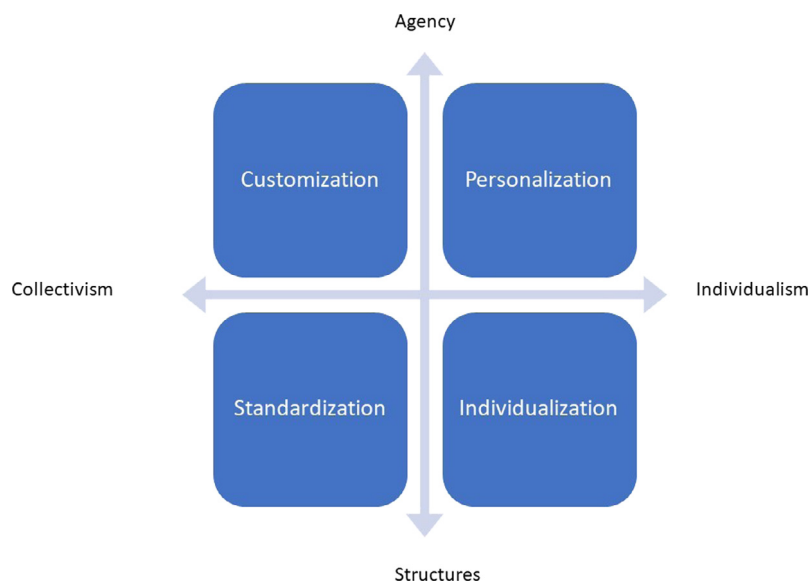 Agency
Customization
Personalization
Collectivism
Individualism
Standardization
Individualization
Structures